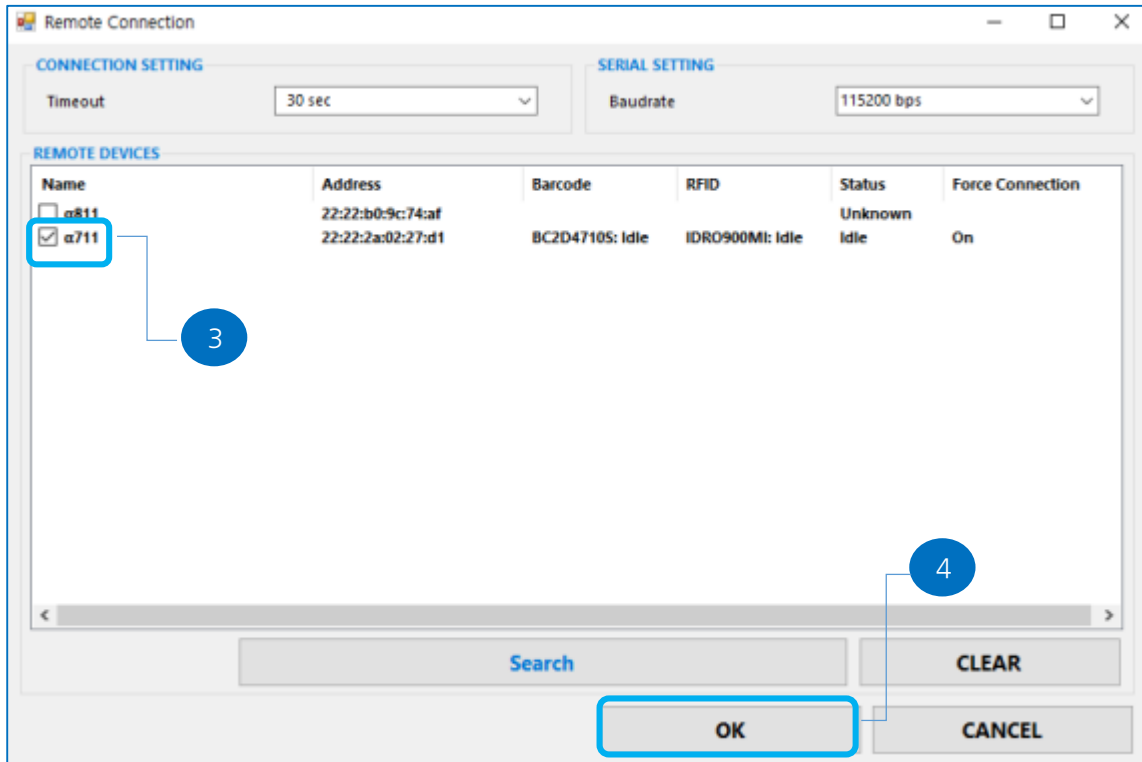 Remote Connection
CONNECTION SETTING
Timeout 30 sec
SERIAL SETTING
Baudrate 115200 bps
REMOTE DEVICES
Name Address Barcode RFID Status Force Connection
α811 22:22:b0:9c:74:af Unknown
α711 22:22:2a:02:27:d1 BC2D4710S: Idle IDRO900MI: Idle Idle On
3
4
Search CLEAR
OK CANCEL